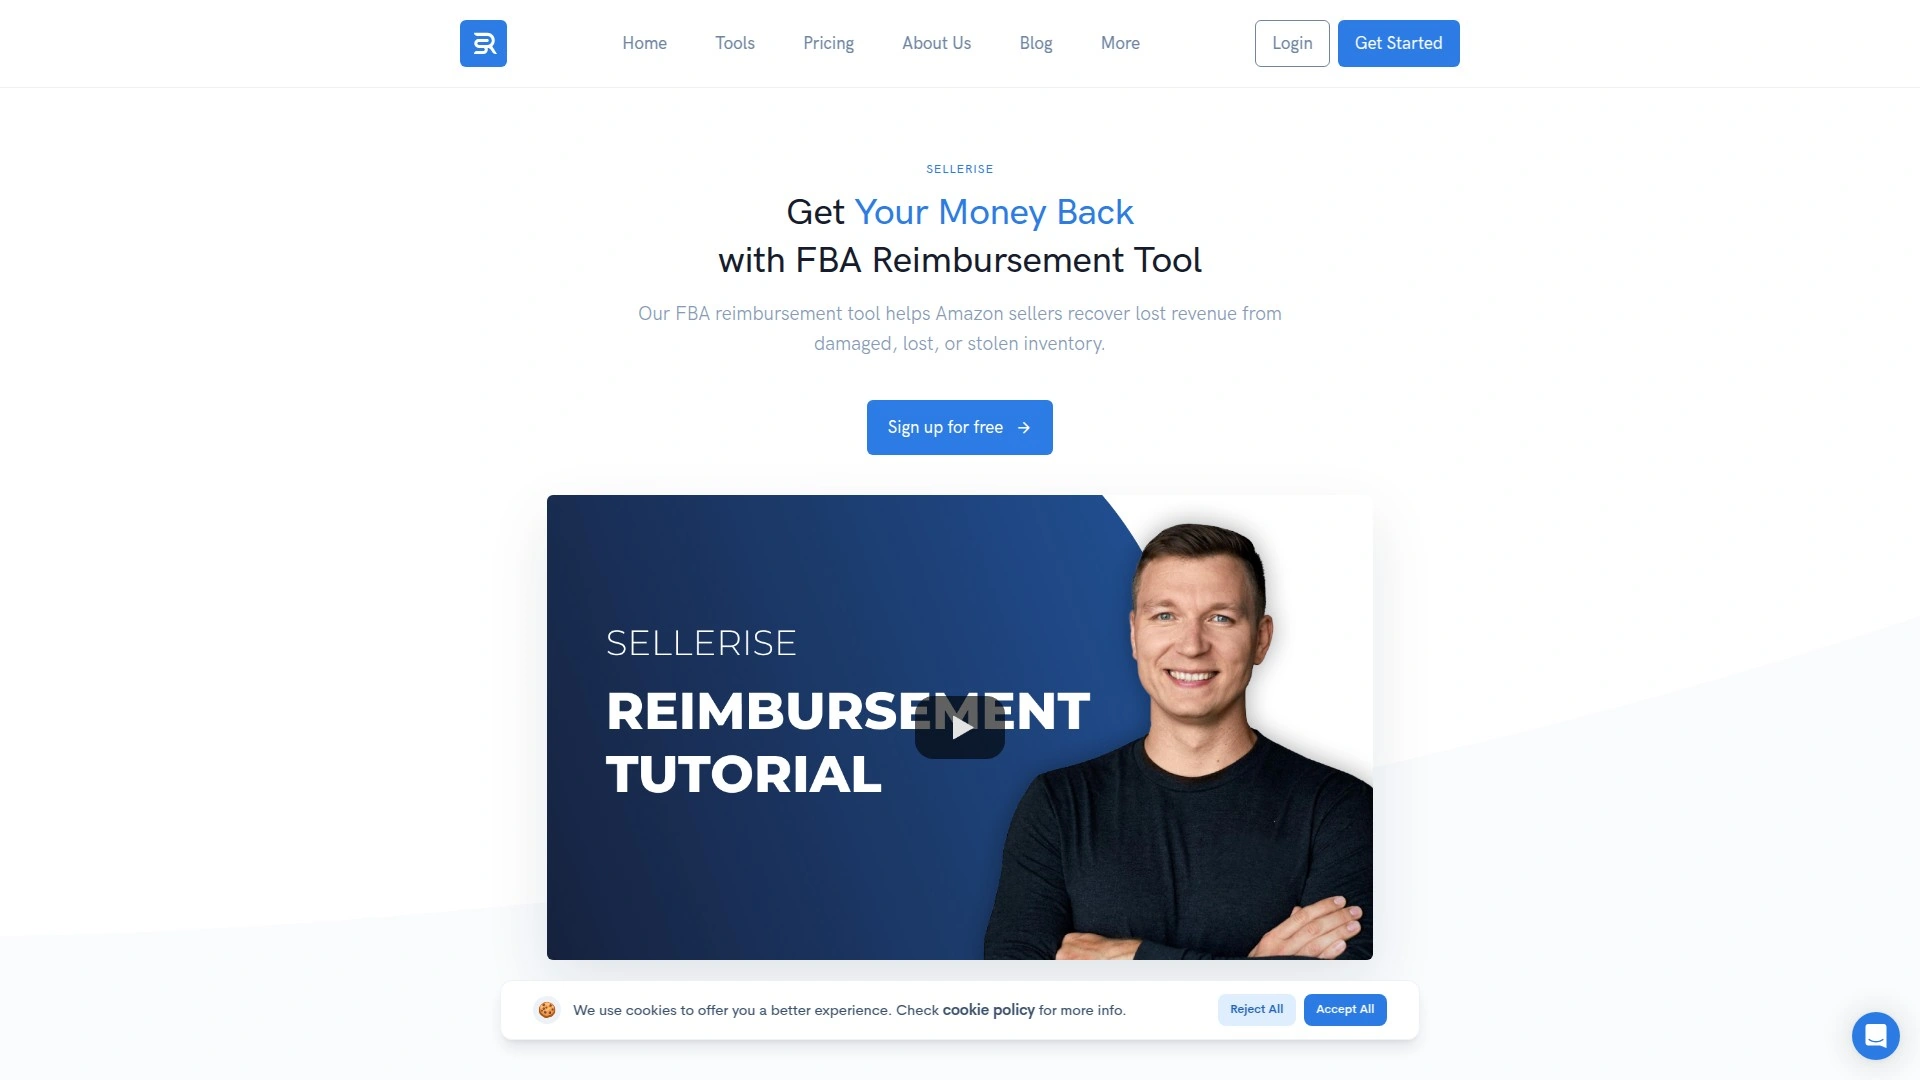 Home
Tools
Pricing
About Us
Blog
More
Login
Get Started
SELLERISE
Get Your Money Back
with FBA Reimbursement Tool
Our FBA reimbursement tool helps Amazon sellers recover lost revenue from
damaged, lost, or stolen inventory.
Sign up for free
SELLERISE
REIMBURSEMENT
TUTORIAL
We use cookies to offer you a better experience. Check cookie policy for more info.
Reject All
Accept All